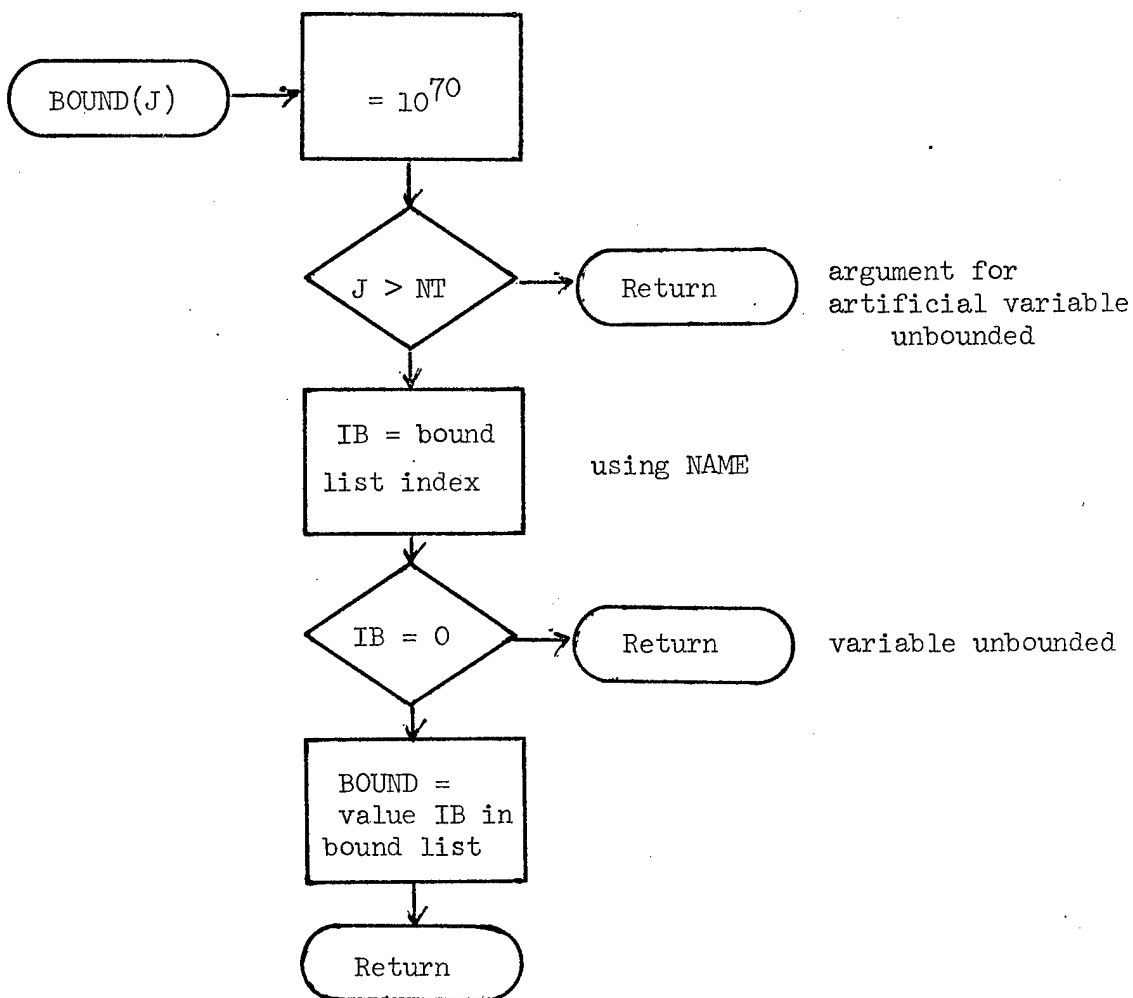 BOUND(J)
= 10^70
J > NT
Return
argument for
artificial variable
unbounded
IB = bound
list index
using NAME
IB = 0
Return
variable unbounded
BOUND =
value IB in
bound list
Return